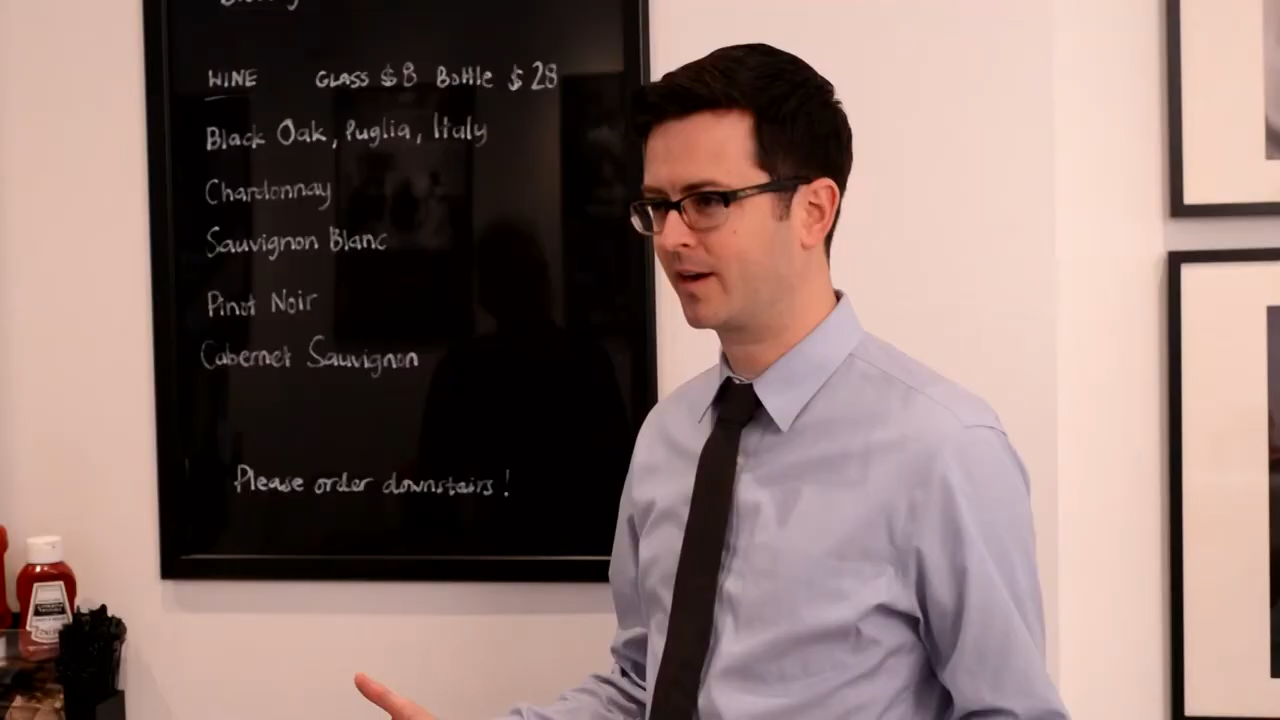 WINE GLASS $8 Bottle $28
Black Oak, Puglia, Italy
Chardonnay
Sauvignon Blanc
Pinot Noir
Cabernet Sauvignon
Please order downstairs!